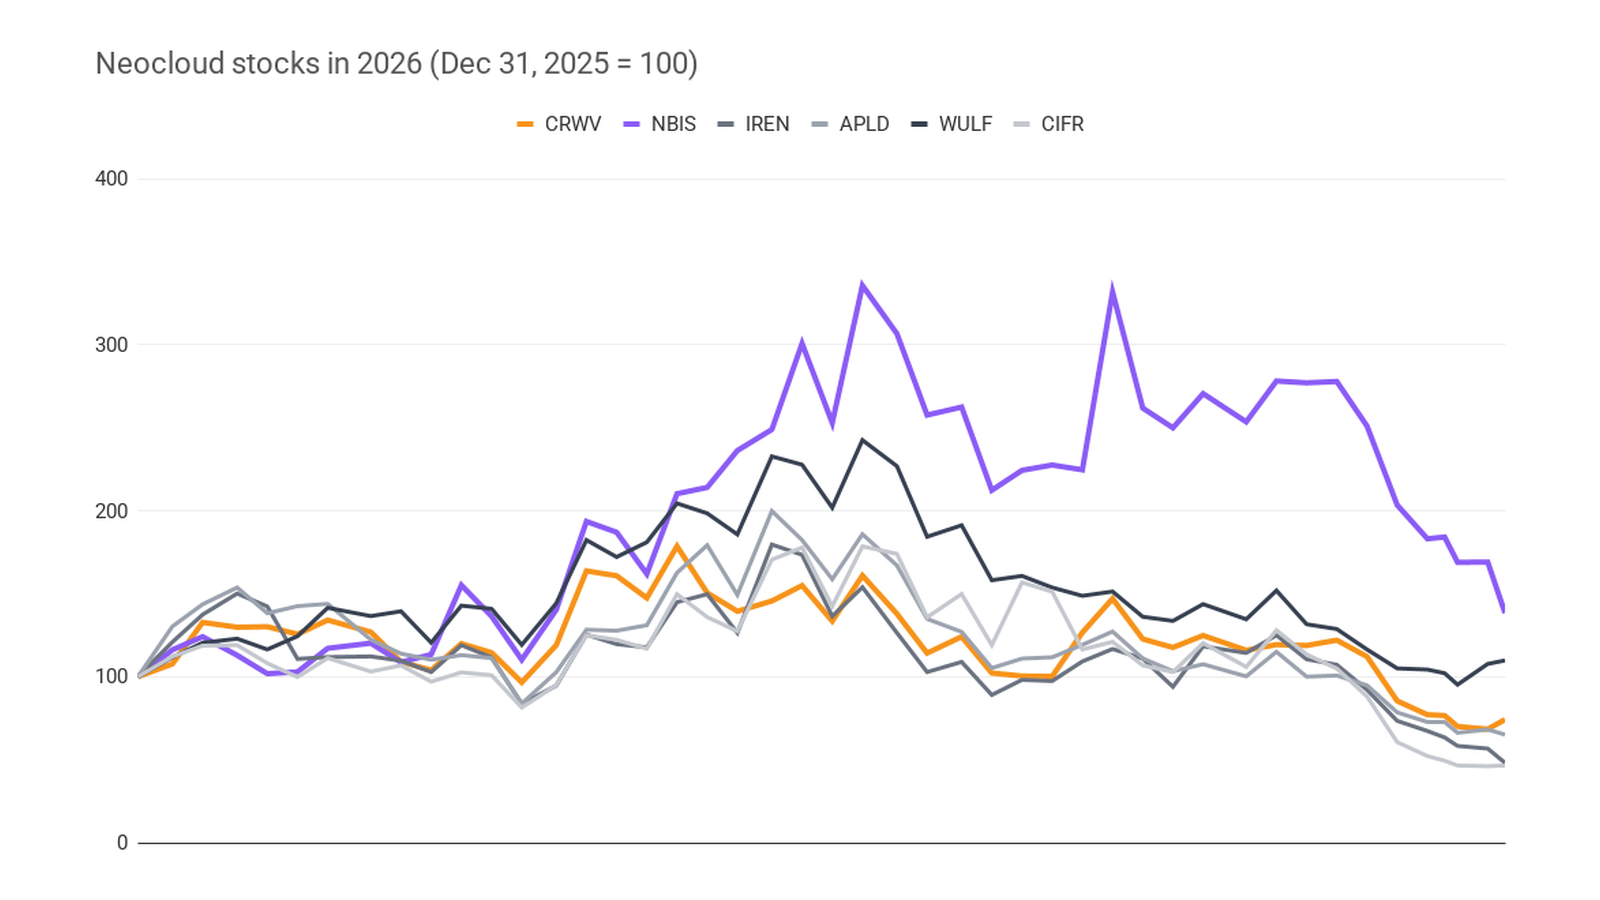 Neocloud stocks in 2026 (Dec 31, 2025 = 100)
CRWV NBIS IREN APLD WULF CIFR
400
300
200
100
0